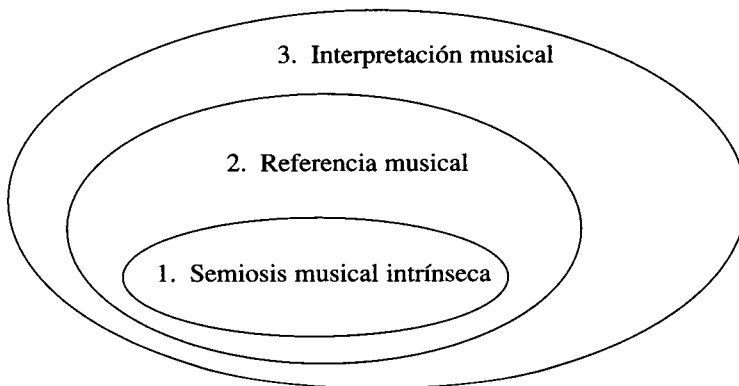 3. Interpretación musical
2. Referencia musical
1. Semiosis musical intrínseca